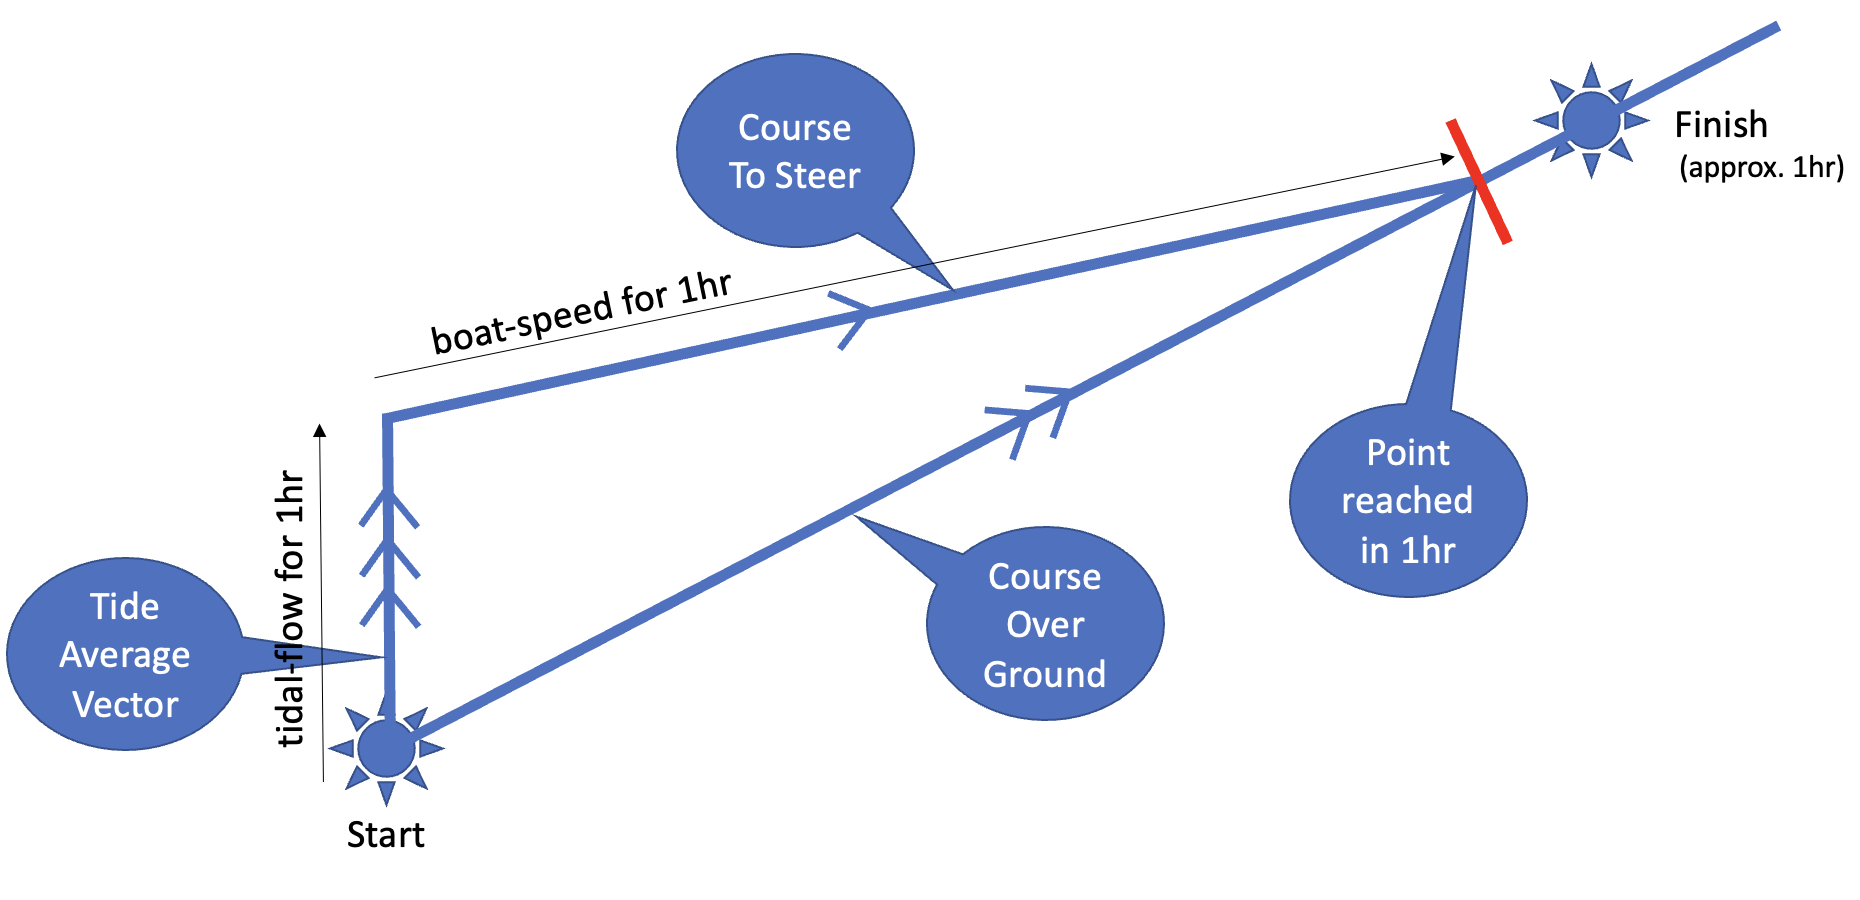 Course
To Steer
Finish
(approx. 1hr)
boat-speed for 1hr
Point
reached
in 1hr
tidal-flow for 1hr
Course
Over
Ground
Tide
Average
Vector
Start